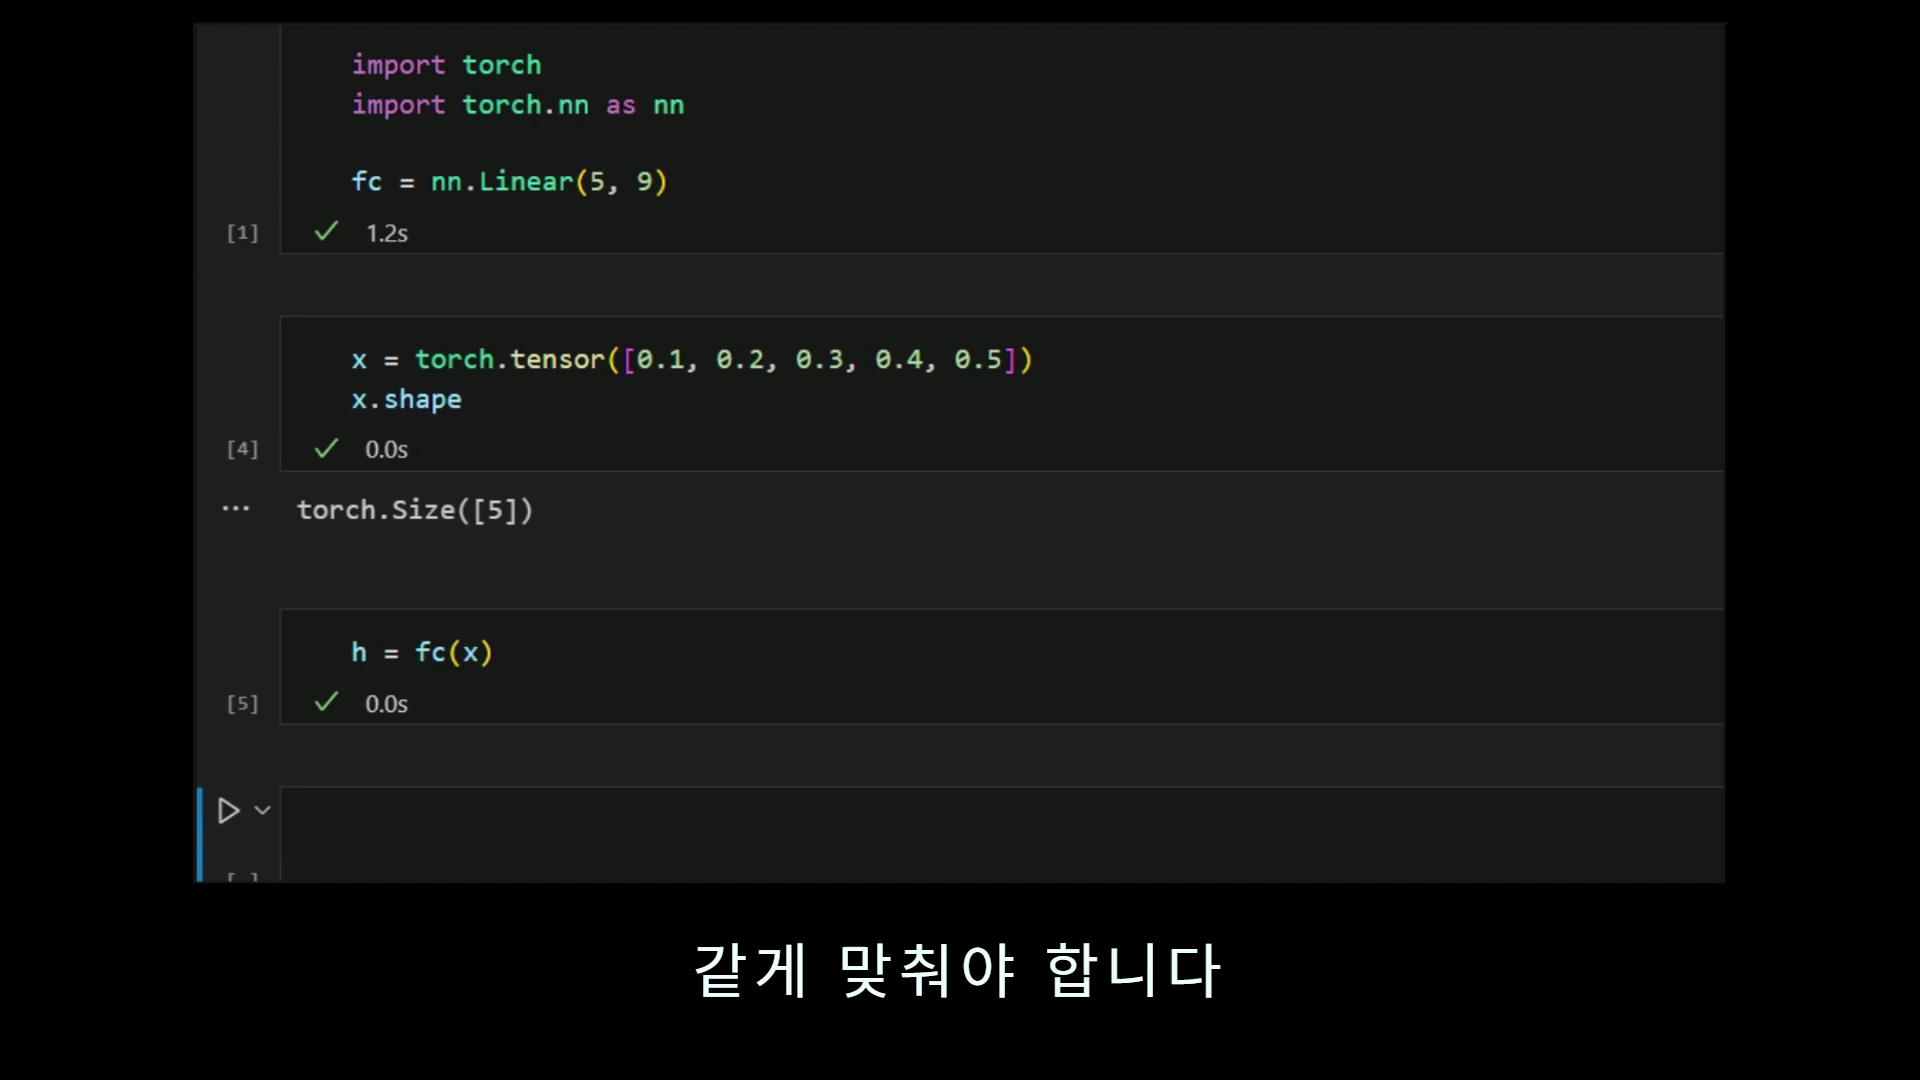 import torch
import torch.nn as nn
fc = nn.Linear(5, 9)
[1] 1.2s
x = torch.tensor([0.1, 0.2, 0.3, 0.4, 0.5])
x.shape
[4] 0.0s
... torch.Size([5])
h = fc(x)
[5] 0.0s
[ ]
같게 맞춰야 합니다